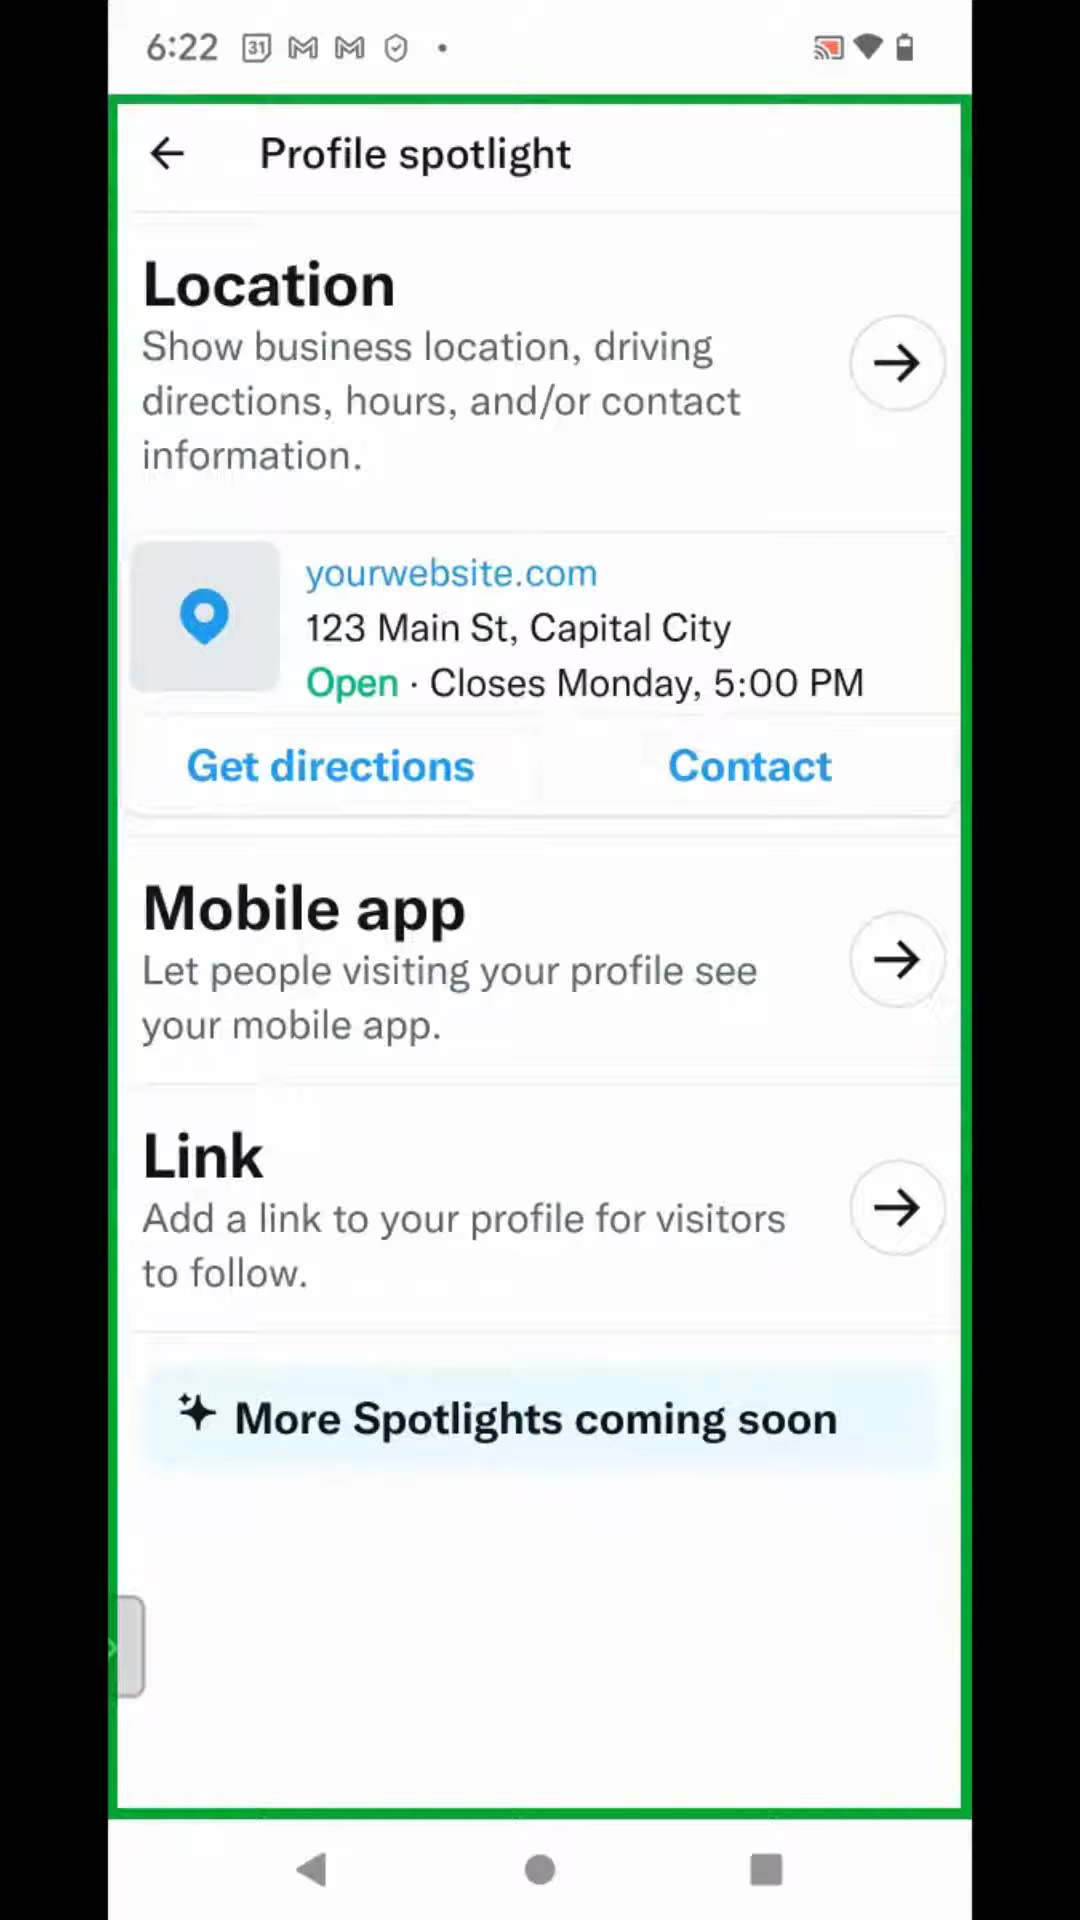 6:22 31
Profile spotlight
Location
Show business location, driving
directions, hours, and/or contact
information.
yourwebsite.com
123 Main St, Capital City
Open · Closes Monday, 5:00 PM
Get directions Contact
Mobile app
Let people visiting your profile see
your mobile app.
Link
Add a link to your profile for visitors
to follow.
More Spotlights coming soon